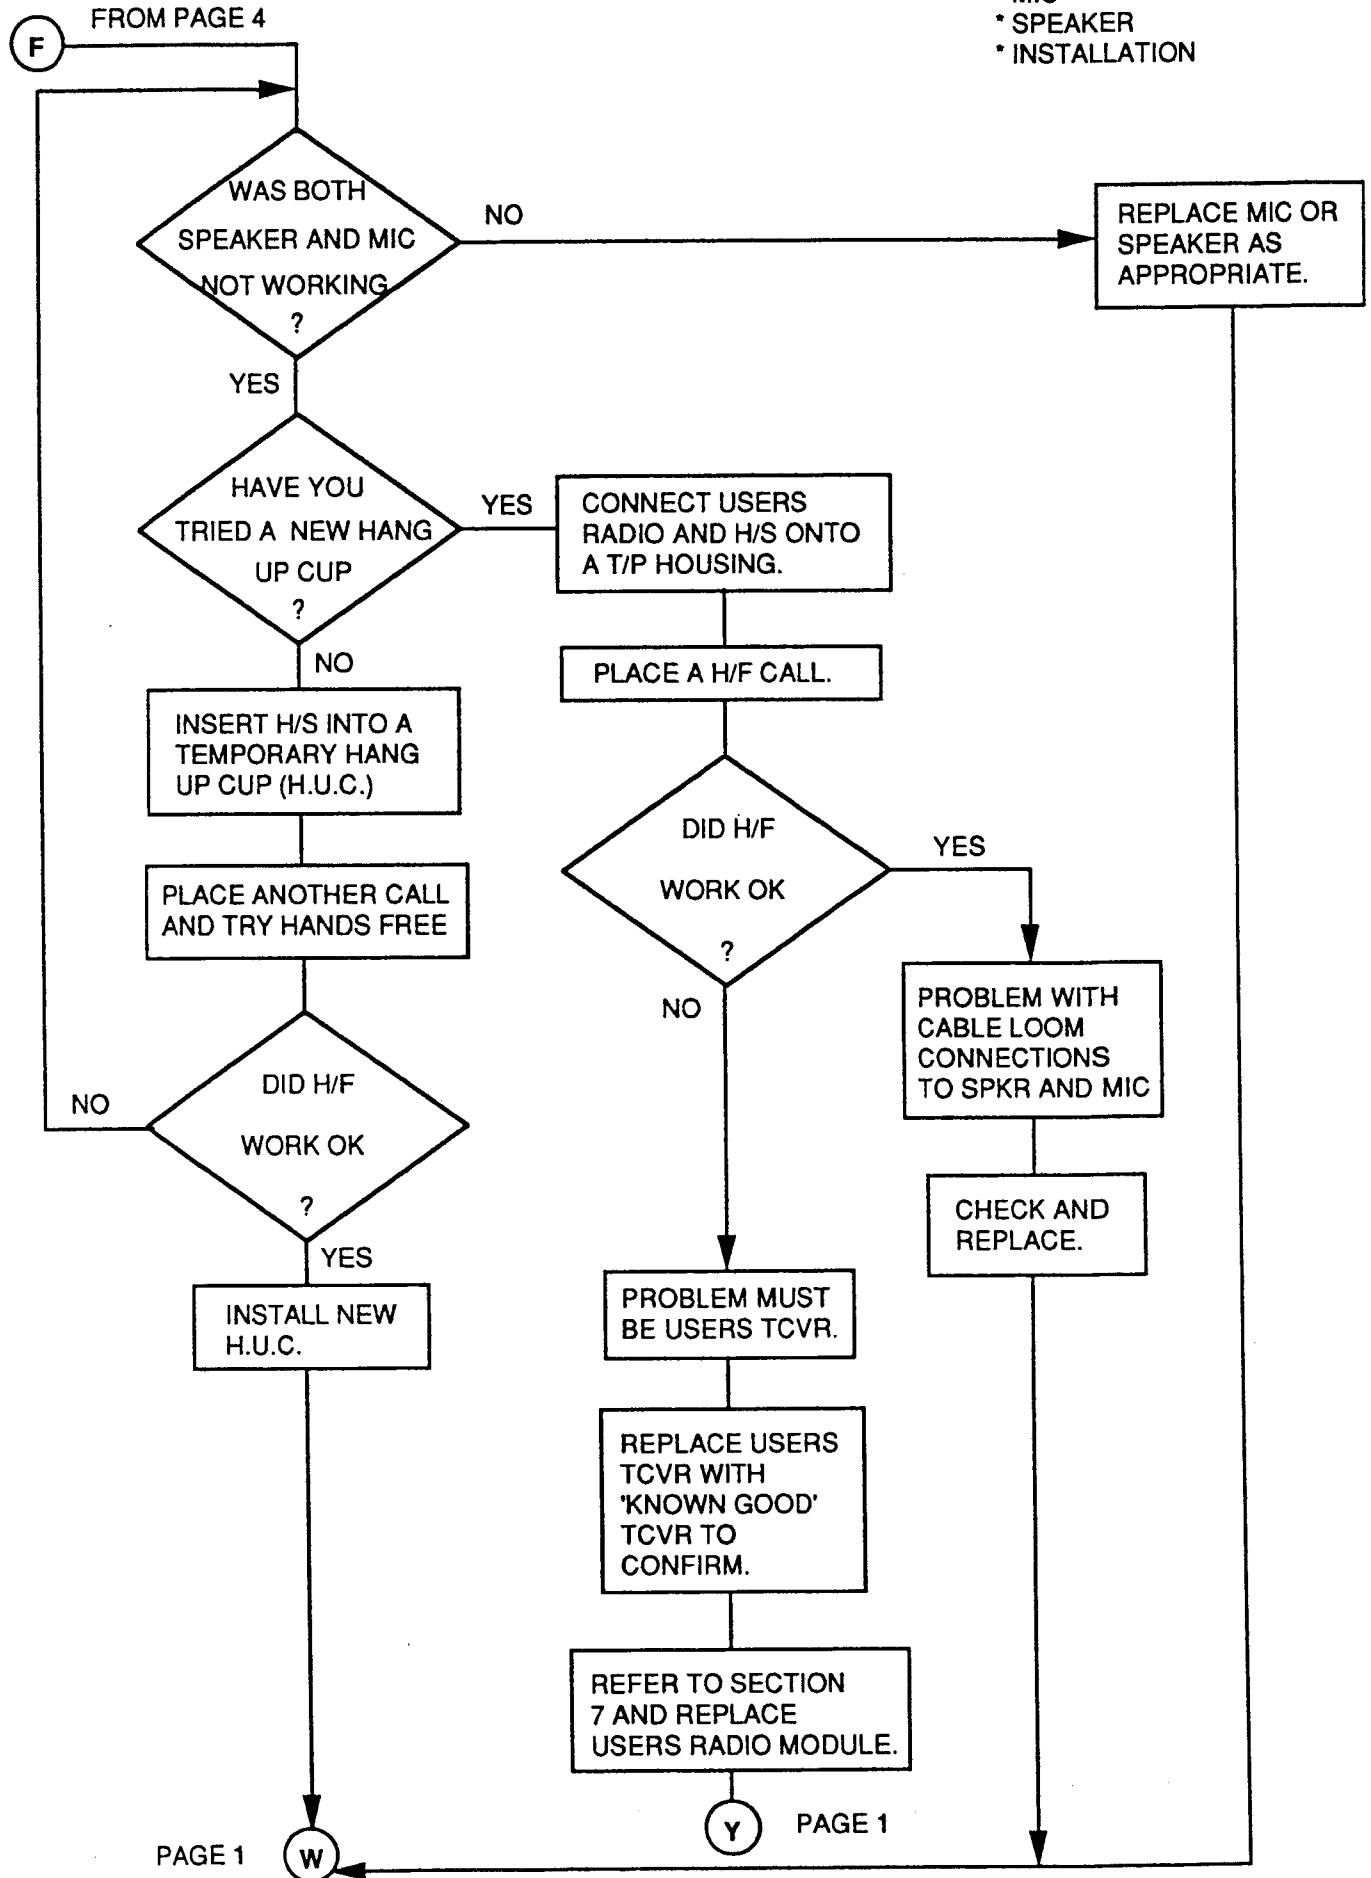 FROM PAGE 4
F
* SPEAKER
* INSTALLATION
WAS BOTH
SPEAKER AND MIC
NOT WORKING
?
NO
REPLACE MIC OR
SPEAKER AS
APPROPRIATE.
YES
HAVE YOU
TRIED A NEW HANG
UP CUP
?
YES
CONNECT USERS
RADIO AND H/S ONTO
A T/P HOUSING.
NO
PLACE A H/F CALL.
INSERT H/S INTO A
TEMPORARY HANG
UP CUP (H.U.C.)
DID H/F
WORK OK
?
YES
PLACE ANOTHER CALL
AND TRY HANDS FREE
NO
PROBLEM WITH
CABLE LOOM
CONNECTIONS
TO SPKR AND MIC
DID H/F
WORK OK
?
NO
CHECK AND
REPLACE.
YES
INSTALL NEW
H.U.C.
PROBLEM MUST
BE USERS TCVR.
REPLACE USERS
TCVR WITH
'KNOWN GOOD'
TCVR TO
CONFIRM.
REFER TO SECTION
7 AND REPLACE
USERS RADIO MODULE.
Y
PAGE 1
PAGE 1
W